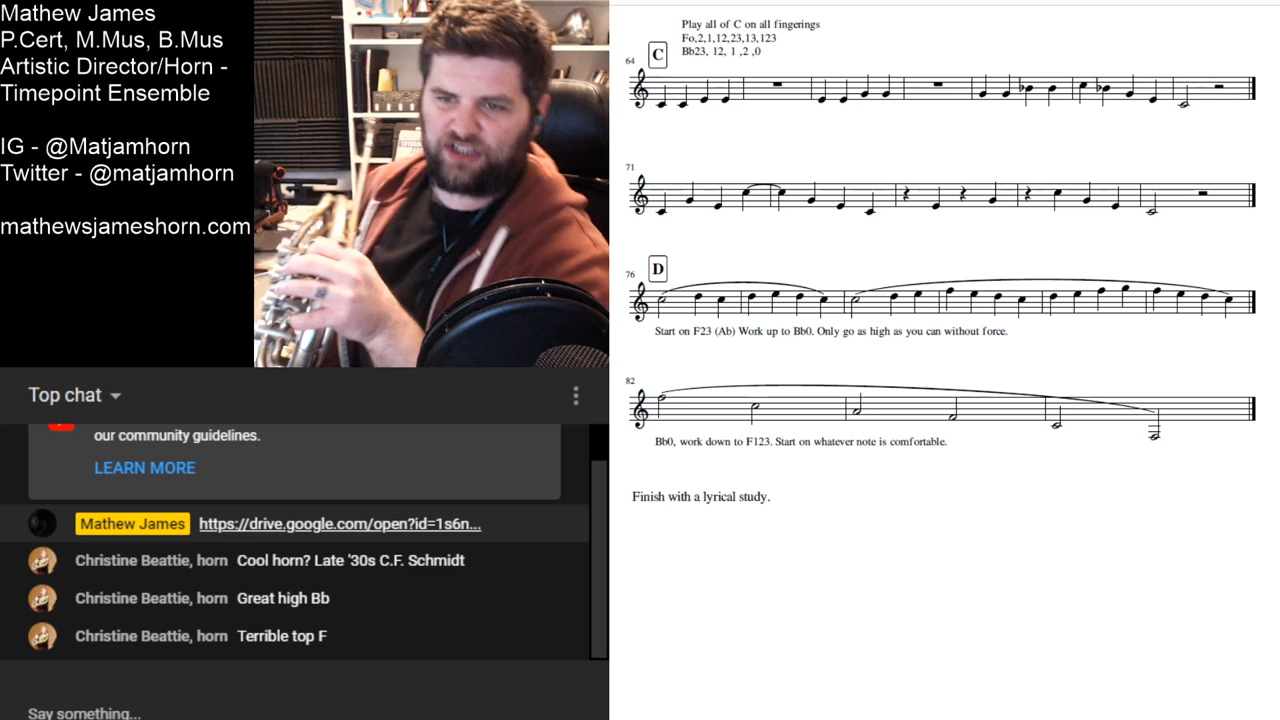 Mathew James
P.Cert, M.Mus, B.Mus
Artistic Director/Horn -
Timepoint Ensemble
IG - @Matjamhorn
Twitter - @matjamhorn
mathewsjameshorn.com
Top chat
our community guidelines.
LEARN MORE
Mathew James https://drive.google.com/open?id=1s6n...
Christine Beattie, horn Cool horn? Late '30s C.F. Schmidt
Christine Beattie, horn Great high Bb
Christine Beattie, horn Terrible top F
Say something...
Play all of C on all fingerings
Fo,2,1,12,23,13,123
Bb23, 12, 1 ,2 ,0
C
64
71
D
76
Start on F23 (Ab) Work up to Bb0. Only go as high as you can without force.
82
Bb0, work down to F123. Start on whatever note is comfortable.
Finish with a lyrical study.